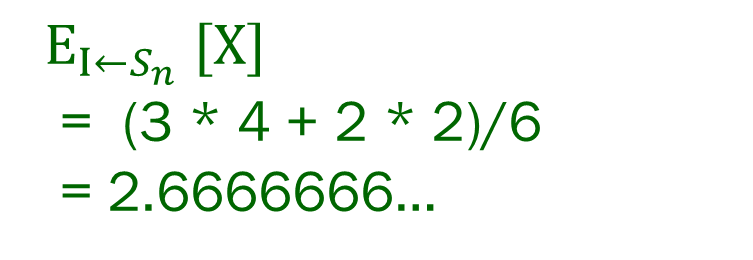 E_{I←S_n} [X]
= (3 * 4 + 2 * 2)/6
= 2.6666666...